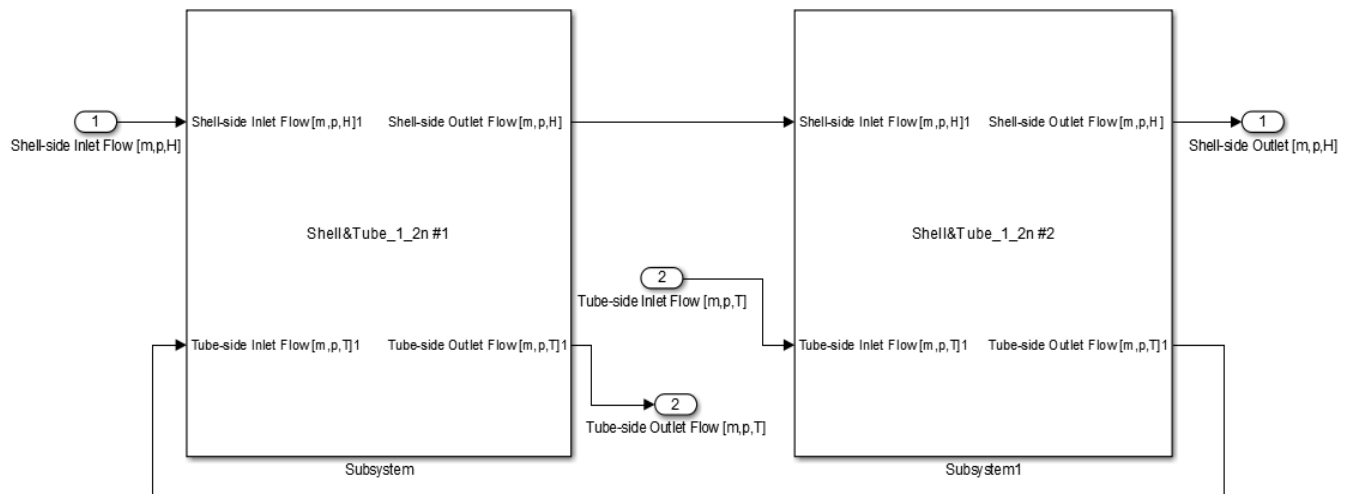 1
Shell-side Inlet Flow [m,p,H]
Shell-side Inlet Flow [m,p,H]1
Shell-side Outlet Flow [m,p,H]
Shell&Tube_1_2n #1
Tube-side Inlet Flow [m,p,T]1
Tube-side Outlet Flow [m,p,T]1
Subsystem
2
Tube-side Inlet Flow [m,p,T]
2
Tube-side Outlet Flow [m,p,T]
Shell-side Inlet Flow [m,p,H]1
Shell-side Outlet Flow [m,p,H]
Shell&Tube_1_2n #2
Tube-side Inlet Flow [m,p,T]1
Tube-side Outlet Flow [m,p,T]1
Subsystem1
1
Shell-side Outlet [m,p,H]